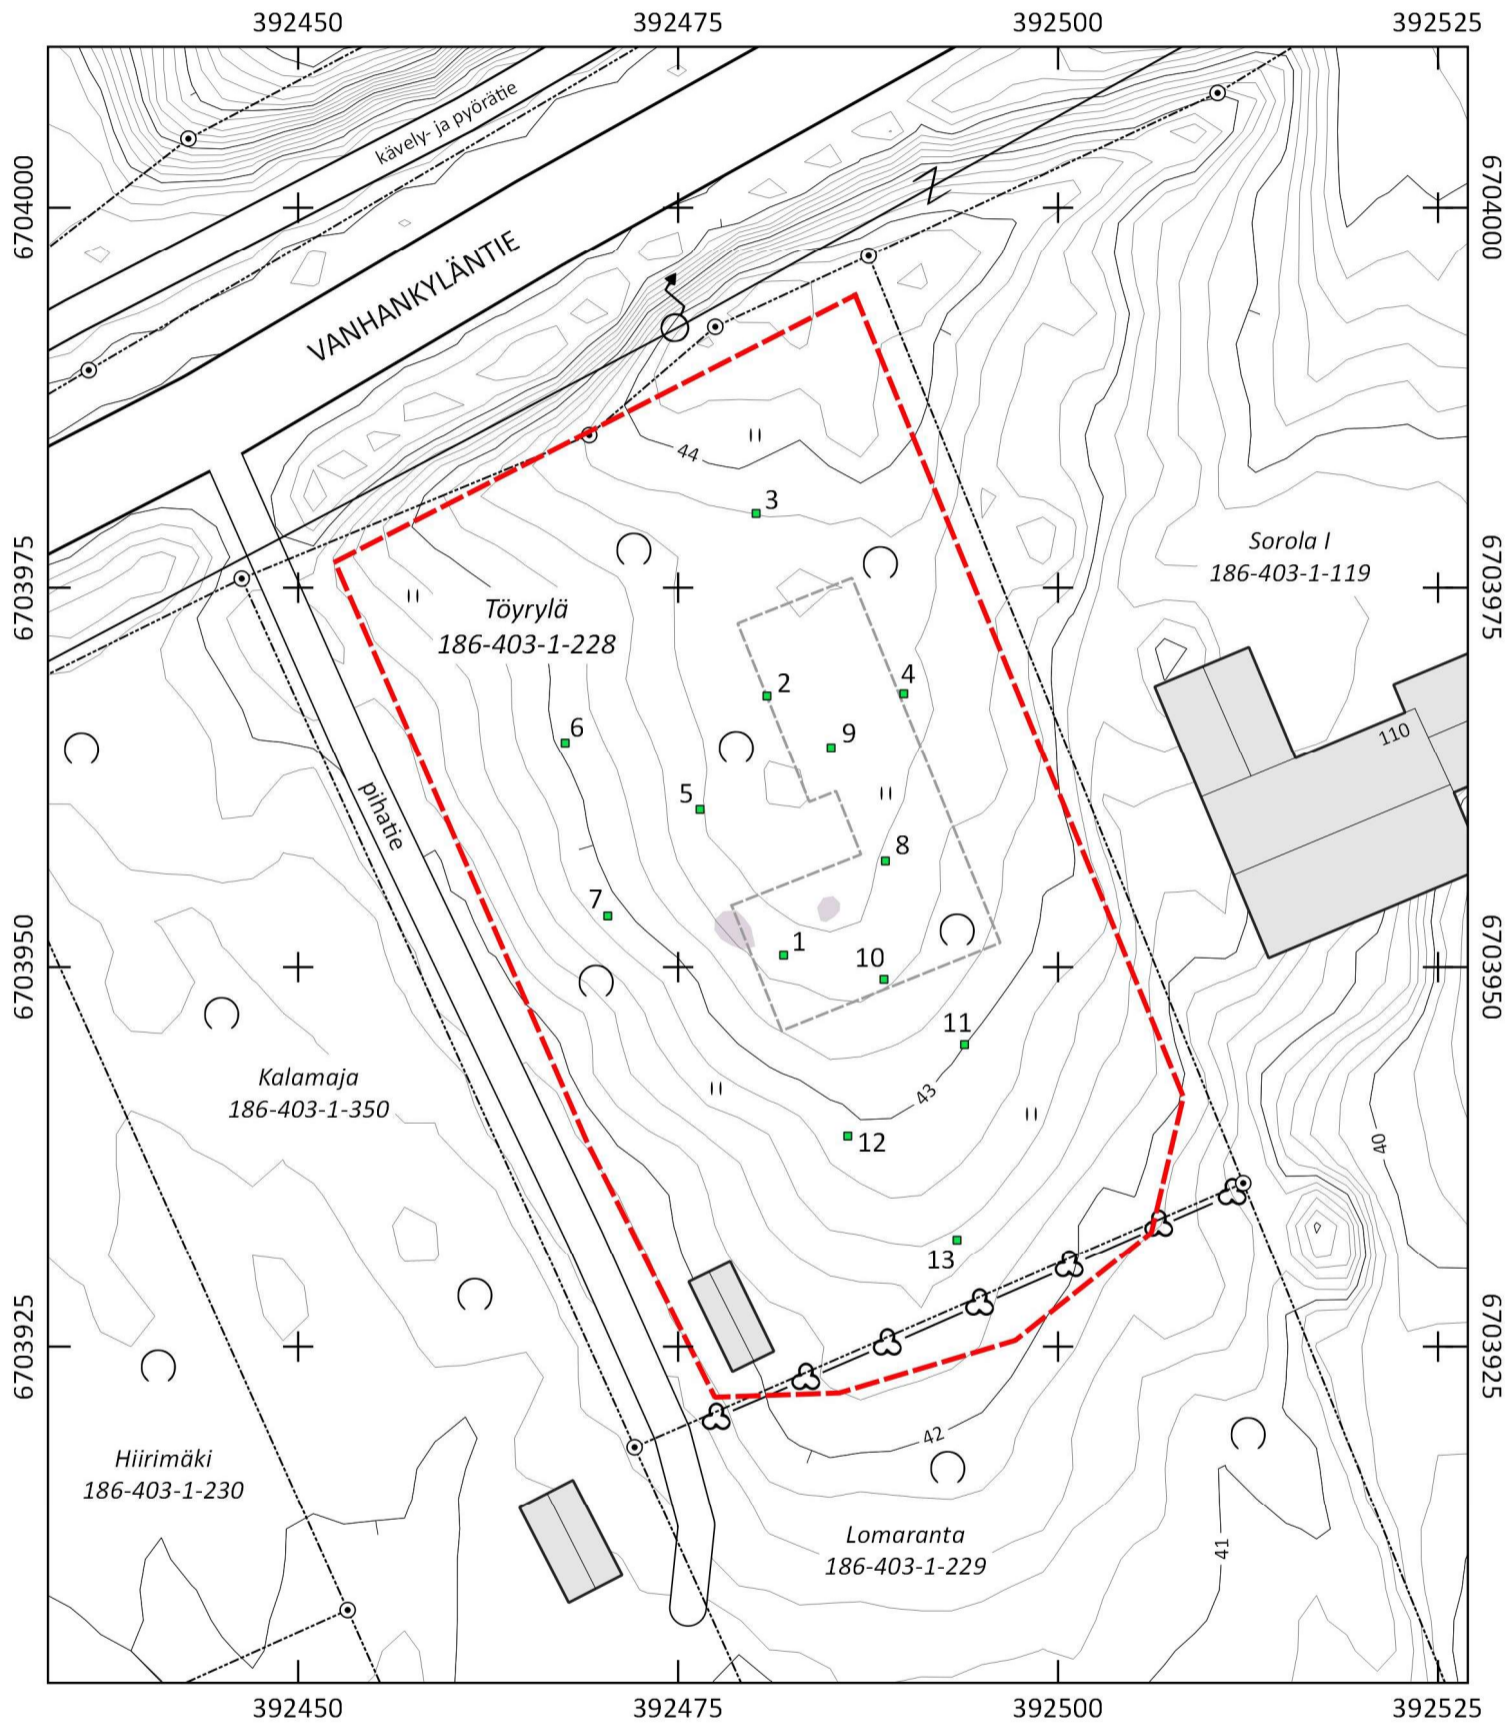 392450 392475 392500 392525
kävely- ja pyörätie
6704000 6704000
VANHANKYLÄNTIE
44
3
Sorola I
186-403-1-119
6703975 6703975
Töyrylä
186-403-1-228
2
4
6
9
110
5
pihatie
8
7
1
10
6703950 6703950
11
Kalamaja
186-403-1-350
43
12
40
13
6703925 6703925
42
Hiirimäki
186-403-1-230
Lomaranta
186-403-1-229
41
392450 392475 392500 392525